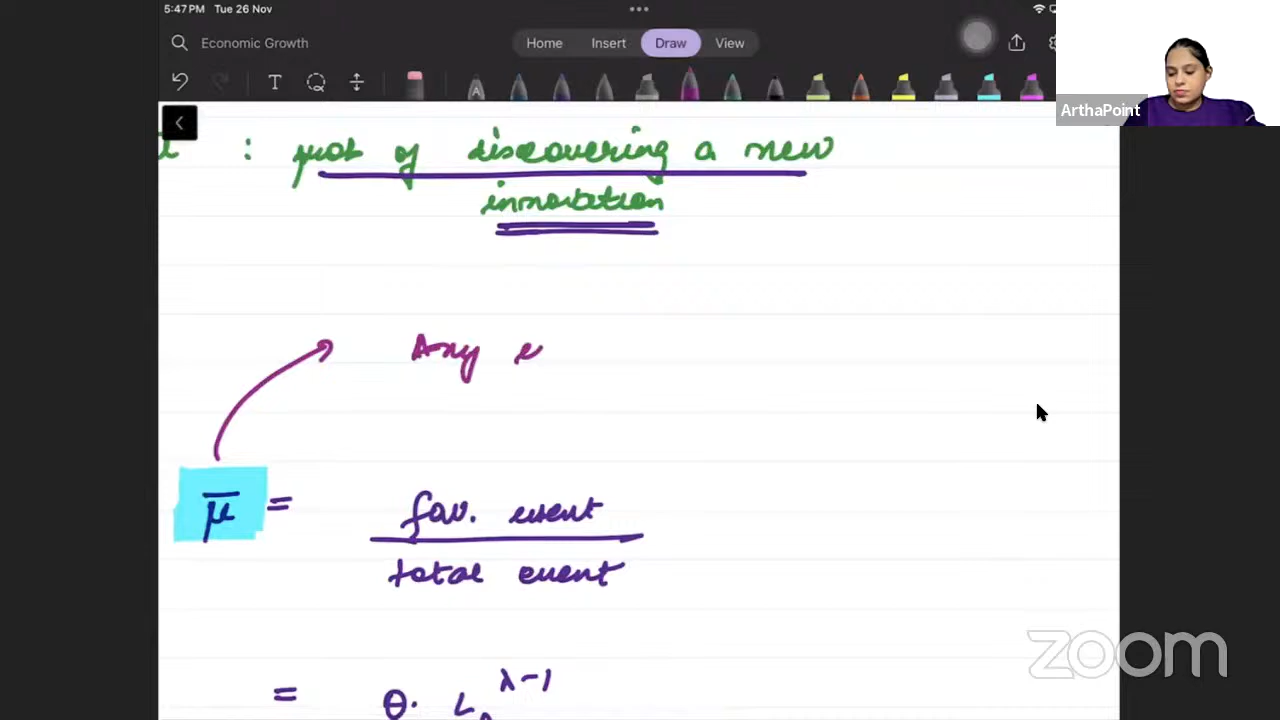 5:47 PM Tue 26 Nov
Economic Growth
Home Insert Draw View
T
A
ArthaPoint
: prob of discovering a new
innovation
Any e
μ̄ = fav. event
total event
= θ. L λ-1
zoom